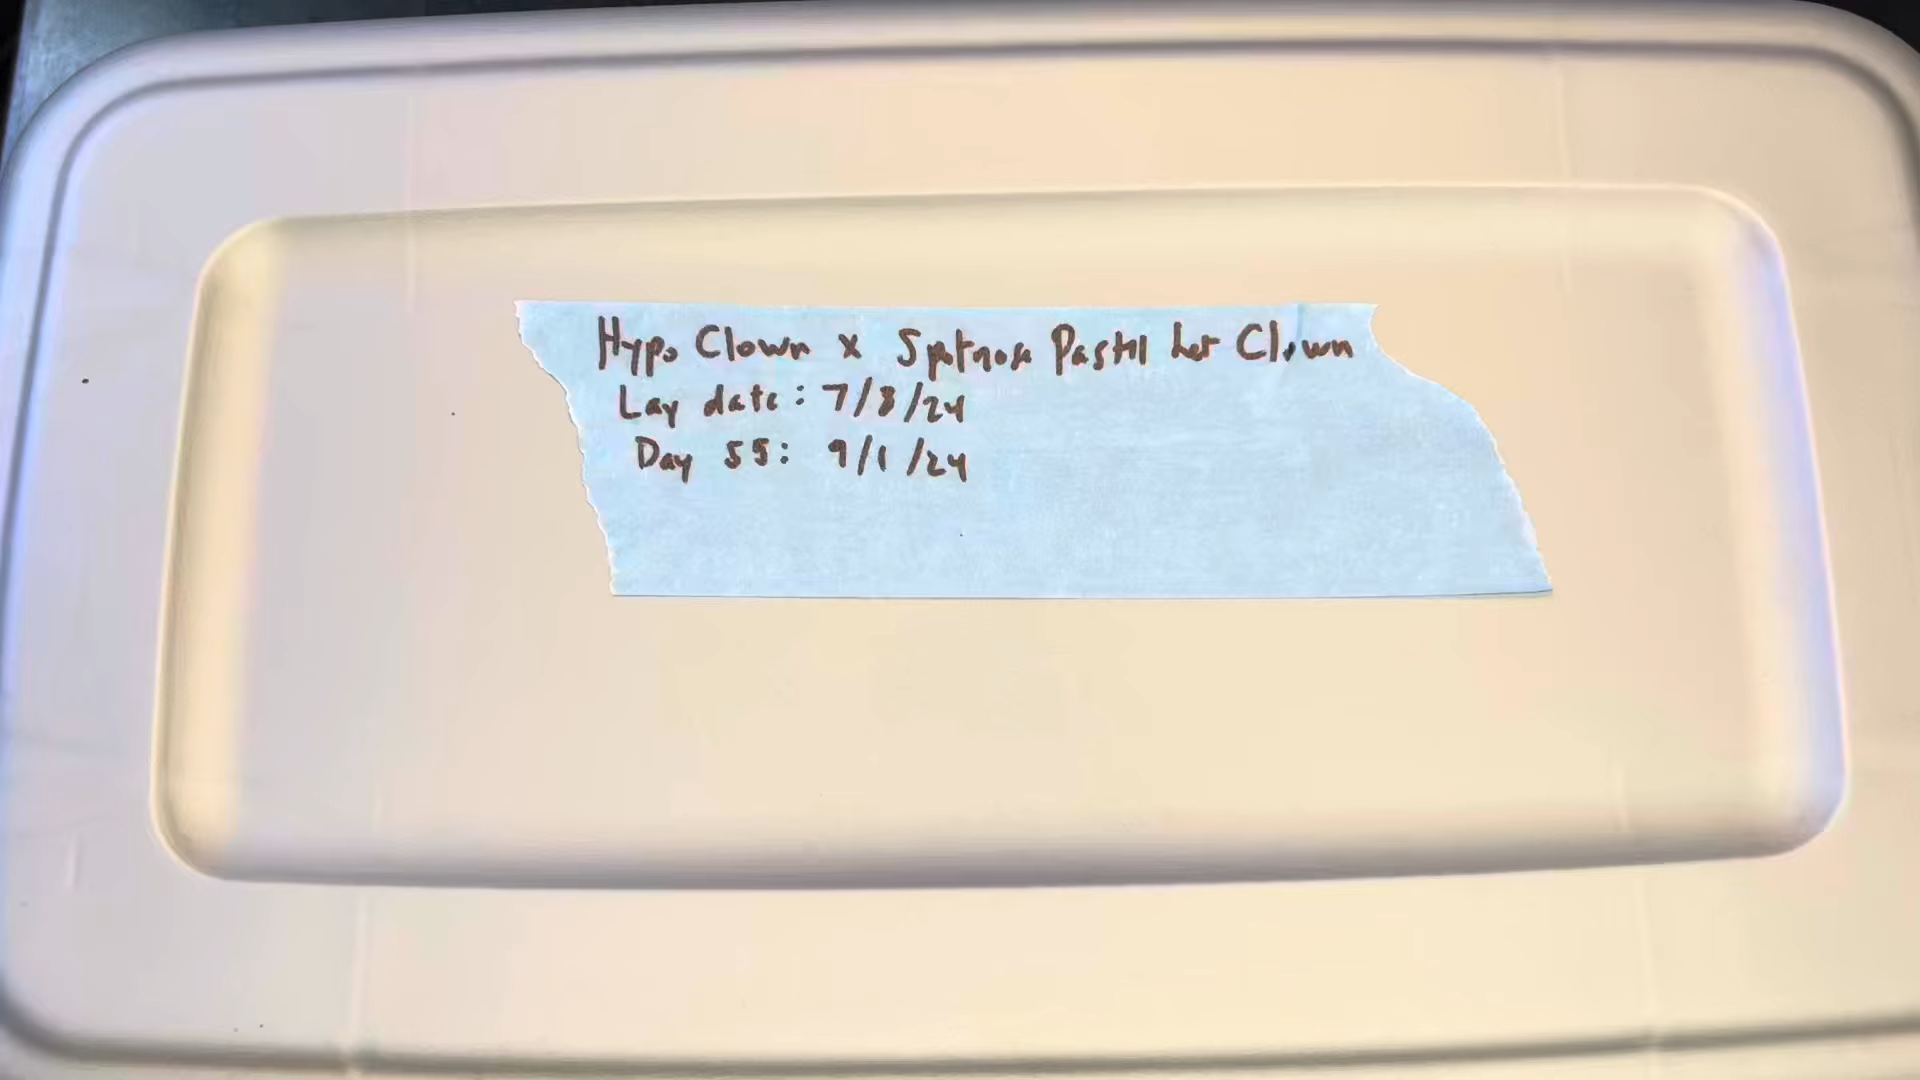 Hypo Clown x Spotnose Pastel het Clown
Lay date: 7/8/24
Day 55: 9/1/24